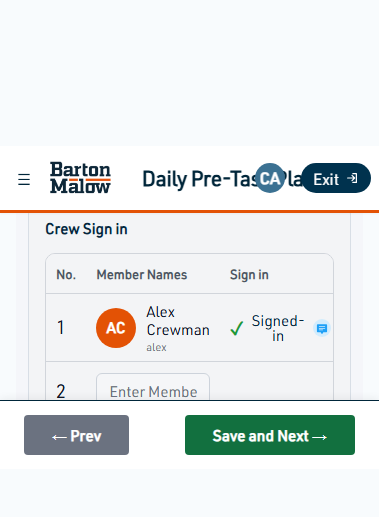 ☰
Barton
Malow
Daily Pre-Tas
Pla
CA
Exit
Crew Sign in
No. Member Names Sign in
1
AC
Alex
Crewman
alex
✓ Signed-
in
2
Enter Membe
← Prev
Save and Next →